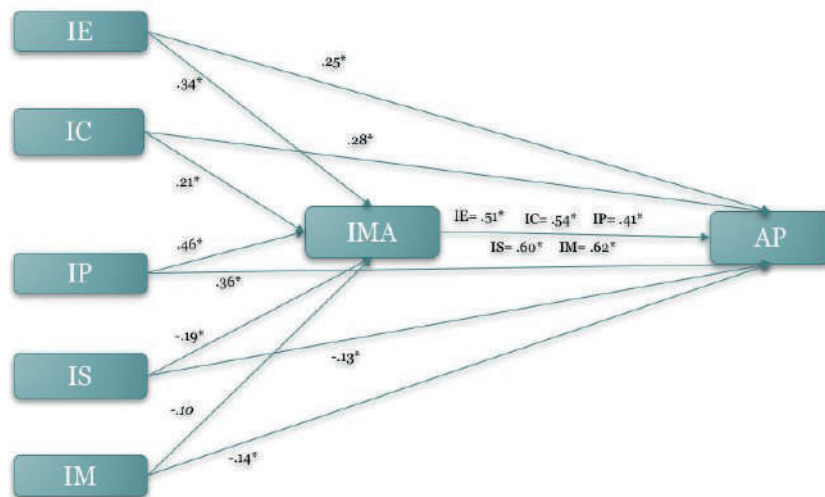 IE
.25*
.34*
IC
.28*
.21*
IMA
IE= .51* IC= .54* IP= .41*
IS= .60* IM= .62*
AP
.46*
IP
.36*
-.19*
IS
-.13*
-.10
-.14*
IM